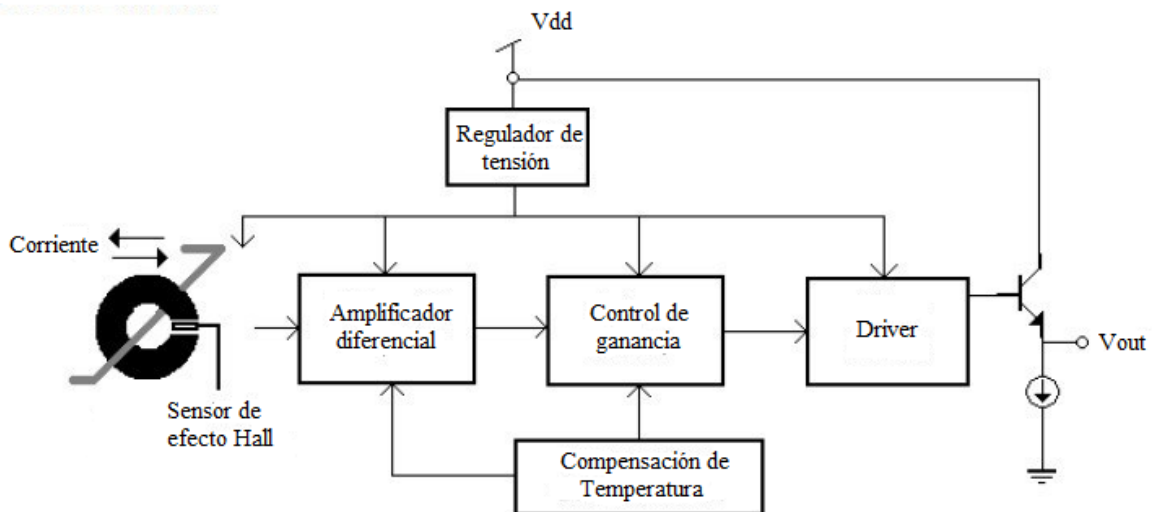 Vdd
Regulador de
tensión
Corriente
Amplificador
diferencial
Control de
ganancia
Driver
Vout
Sensor de
efecto Hall
Compensación de
Temperatura